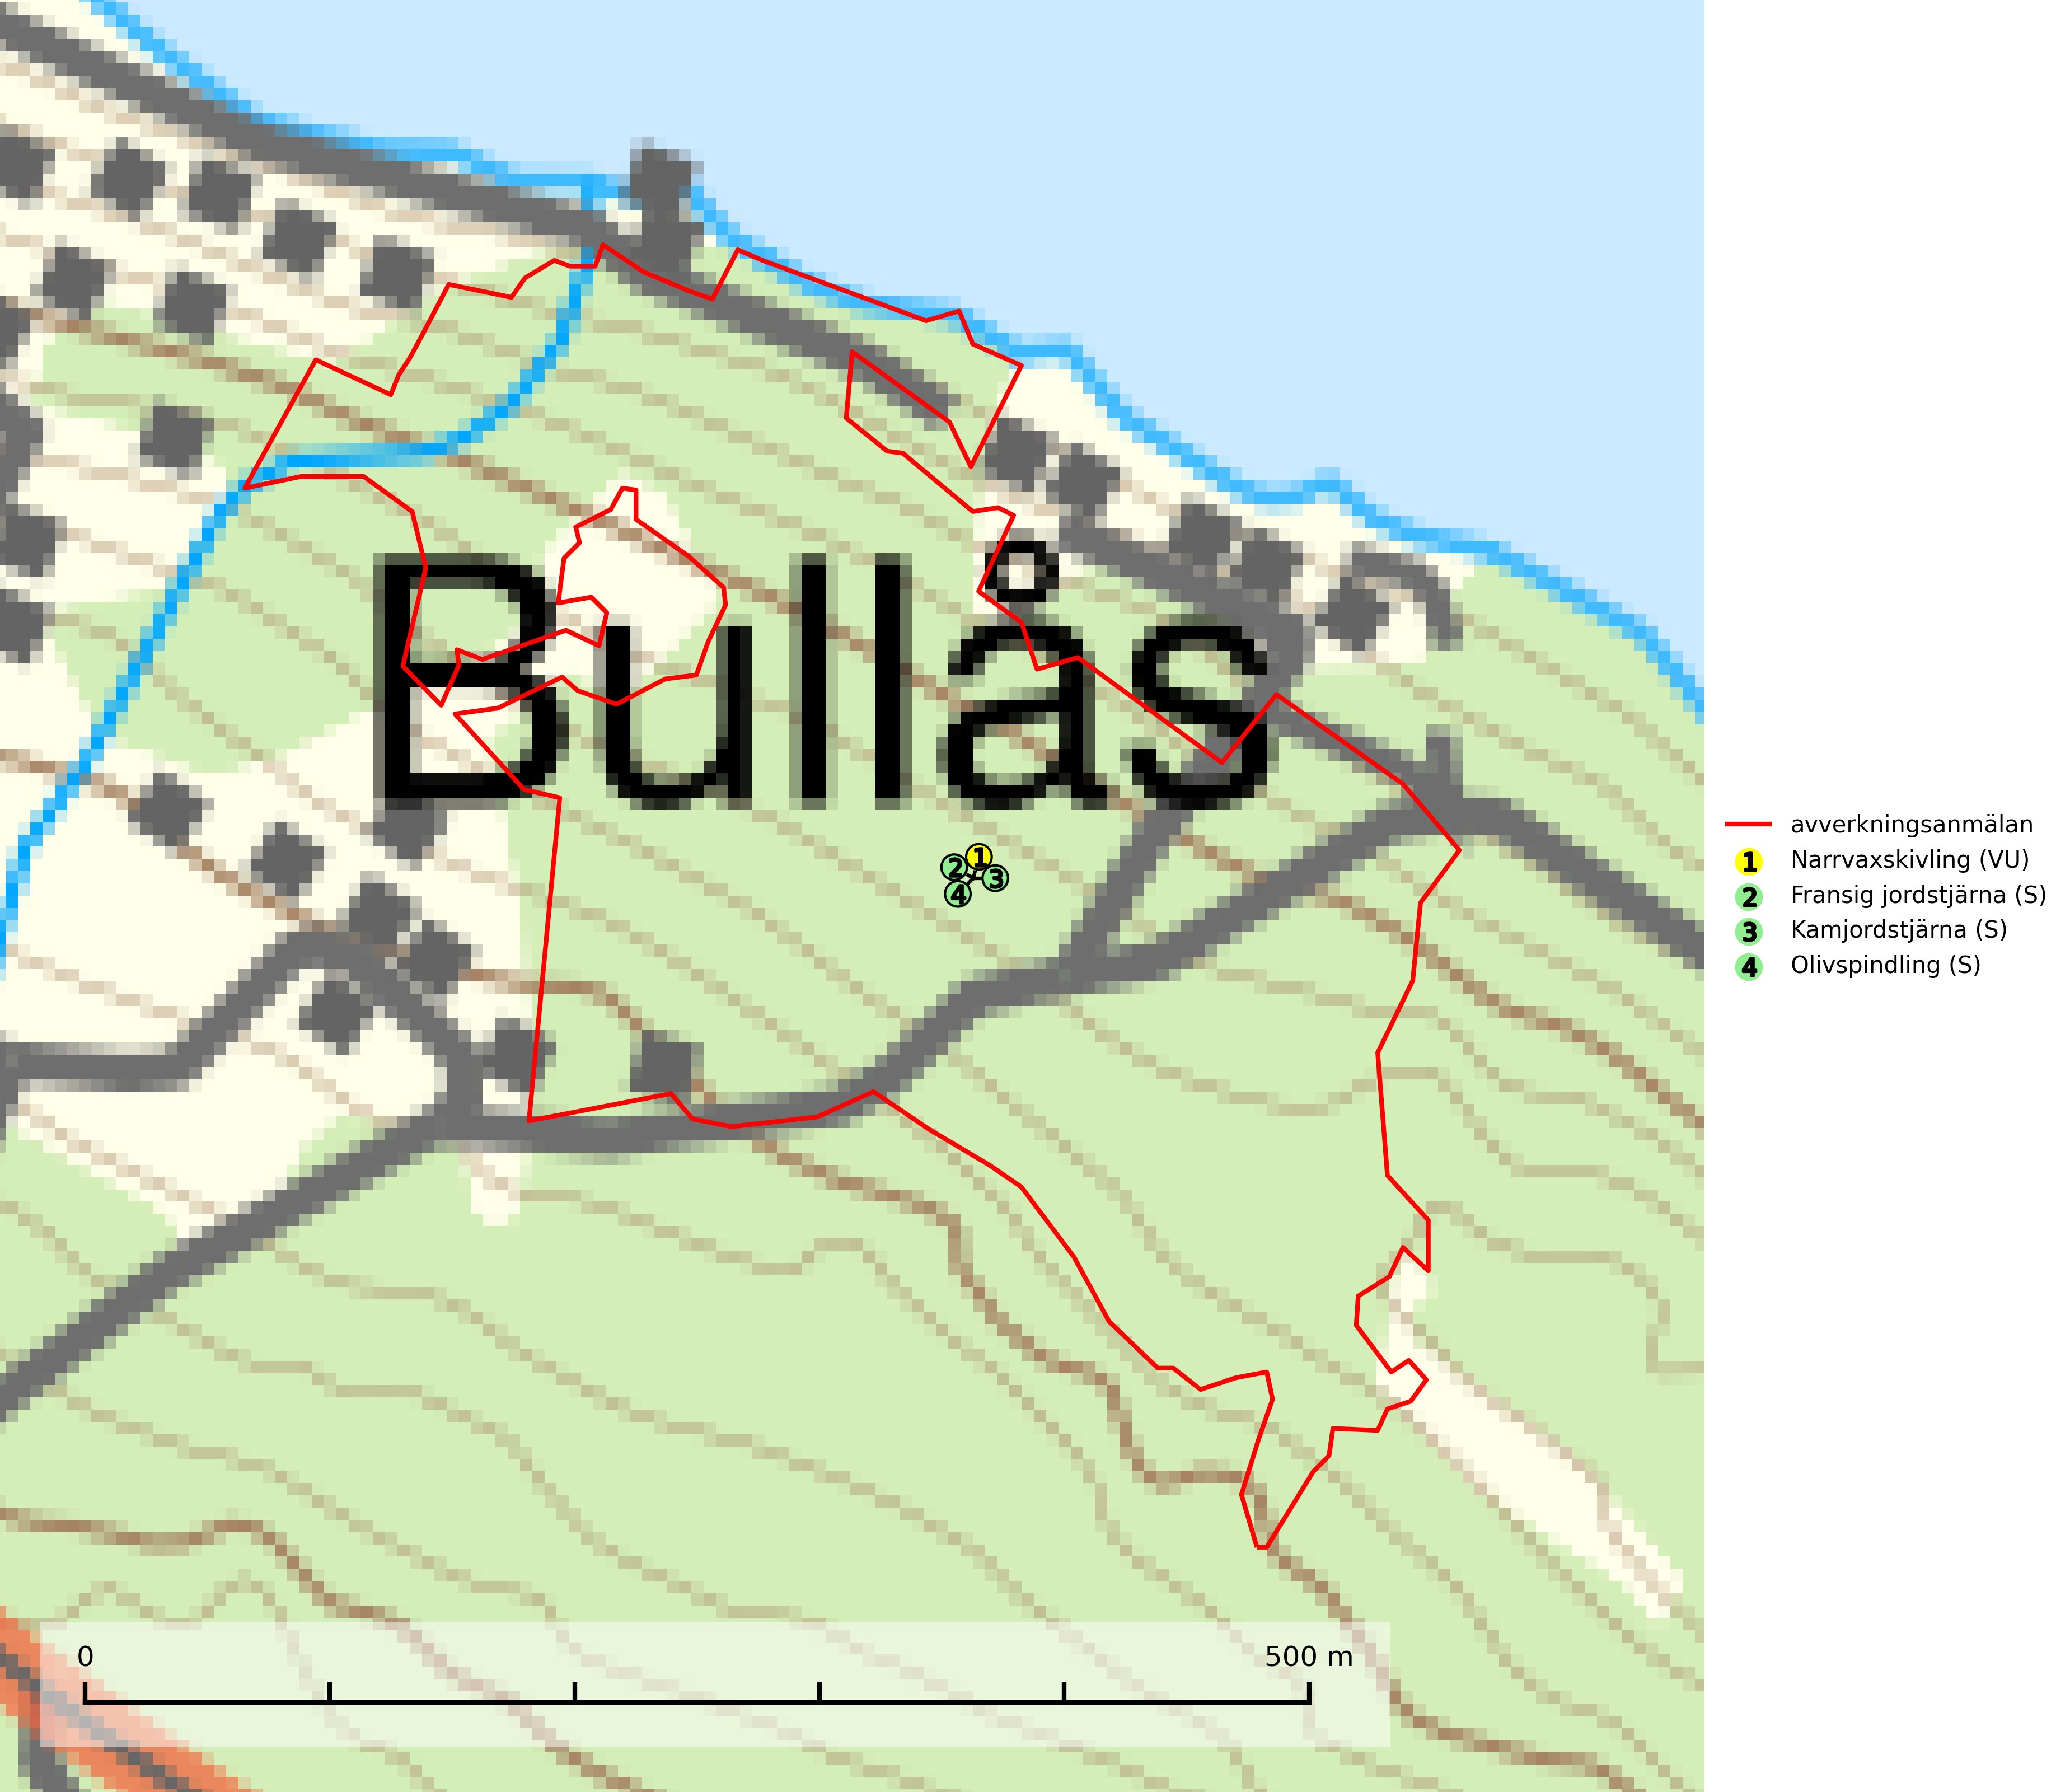 Bullås
1
2
3
4
avverkningsanmälan
1 Narrvaxskivling (VU)
2 Fransig jordstjärna (S)
3 Kamjordstjärna (S)
4 Olivspindling (S)
0 500 m